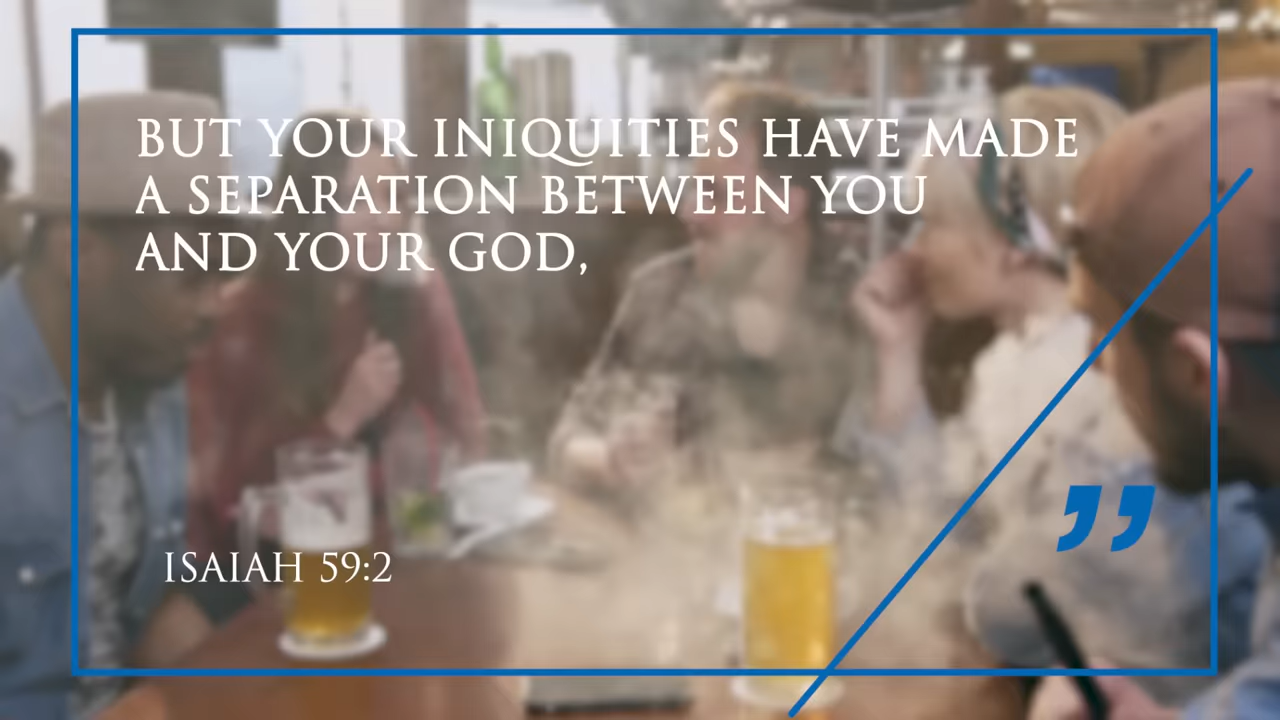 BUT YOUR INIQUITIES HAVE MADE
A SEPARATION BETWEEN YOU
AND YOUR GOD,
ISAIAH 59:2
”